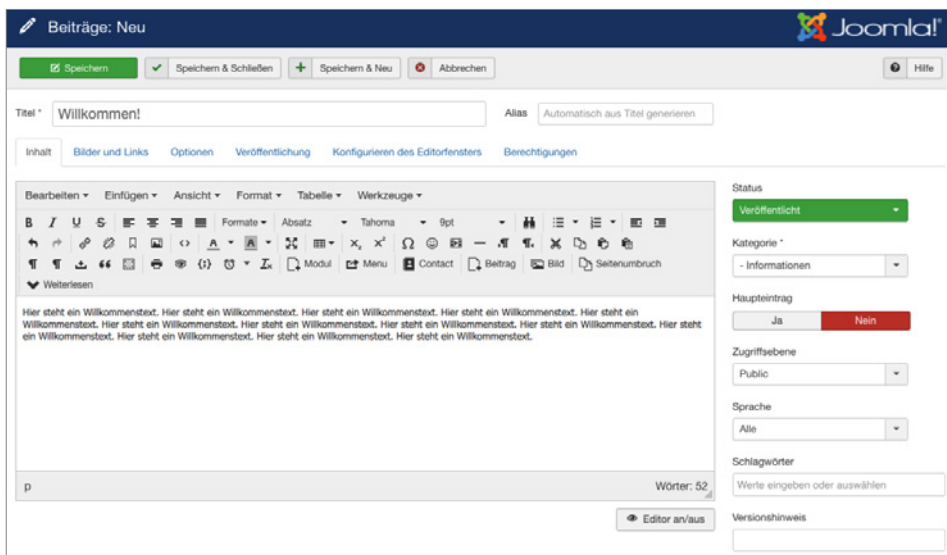 Beiträge: Neu
Joomla!
Speichern
Speichern & Schließen
Speichern & Neu
Abbrechen
Hilfe
Titel *
Willkommen!
Alias
Automatisch aus Titel generieren
Inhalt
Bilder und Links
Optionen
Veröffentlichung
Konfigurieren des Editorfensters
Berechtigungen
Bearbeiten
Einfügen
Ansicht
Format
Tabelle
Werkzeuge
B I U S
Formate
Absatz
Tahoma
9pt
Modul
Menu
Contact
Beitrag
Bild
Seitenumbruch
Weiterlesen
Hier steht ein Willkommenstext. Hier steht ein Willkommenstext. Hier steht ein Willkommenstext. Hier steht ein Willkommenstext. Hier steht ein
Willkommenstext. Hier steht ein Willkommenstext. Hier steht ein Willkommenstext. Hier steht ein Willkommenstext. Hier steht ein Willkommenstext. Hier steht
ein Willkommenstext. Hier steht ein Willkommenstext. Hier steht ein Willkommenstext. Hier steht ein Willkommenstext.
p
Wörter: 52
Editor an/aus
Status
Veröffentlicht
Kategorie *
- Informationen
Haupteintrag
Ja
Nein
Zugriffsebene
Public
Sprache
Alle
Schlagwörter
Werte eingeben oder auswählen
Versionshinweis